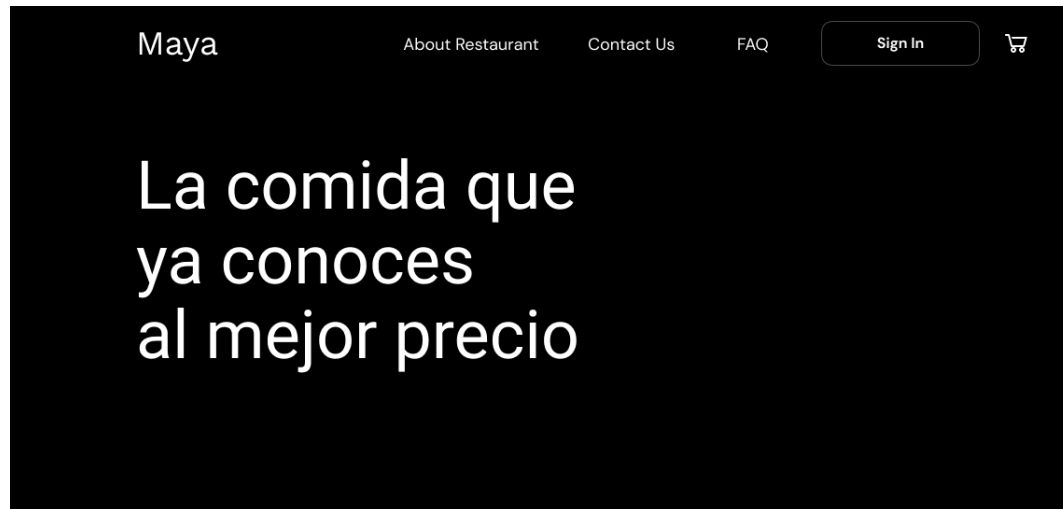 Maya About Restaurant Contact Us FAQ Sign In
La comida que
ya conoces
al mejor precio